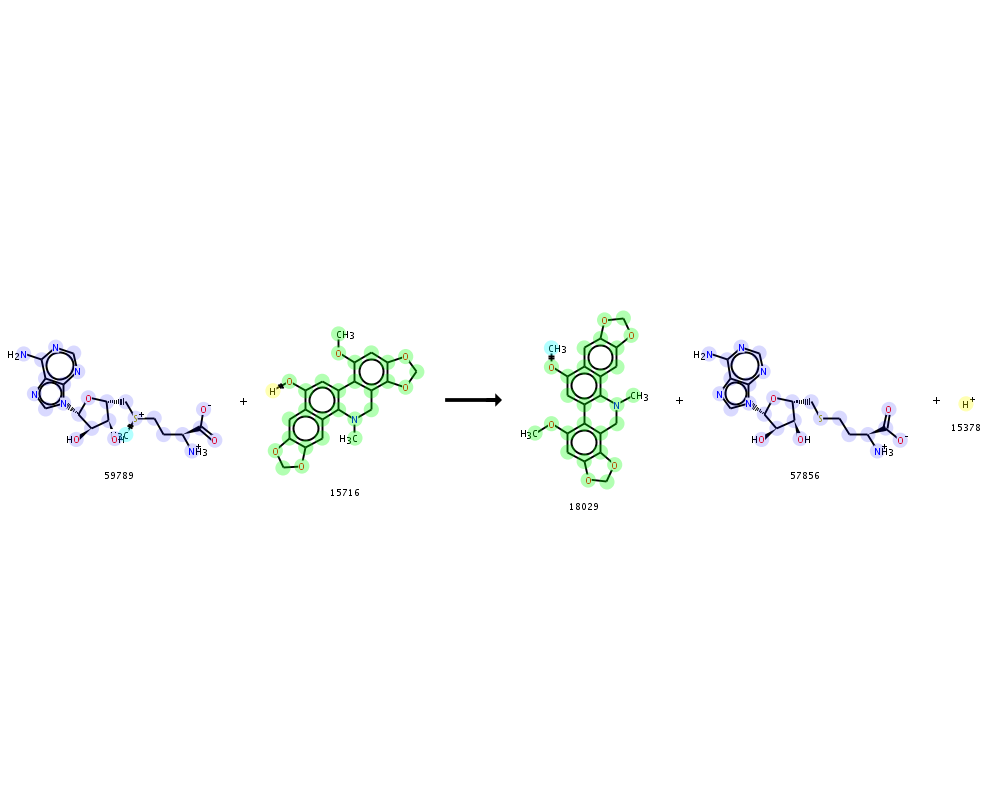 H₂N N N N N O S⁺ O⁻ O HO OH H₃C NH₃⁺
59789
+
CH₃ O O O O H N H₃C O O
15716
CH₃ O O O N CH₃ O H₃C O O
18029
+
H₂N N N N N O S O O⁻ HO OH NH₃⁺
57856
+
H⁺
15378